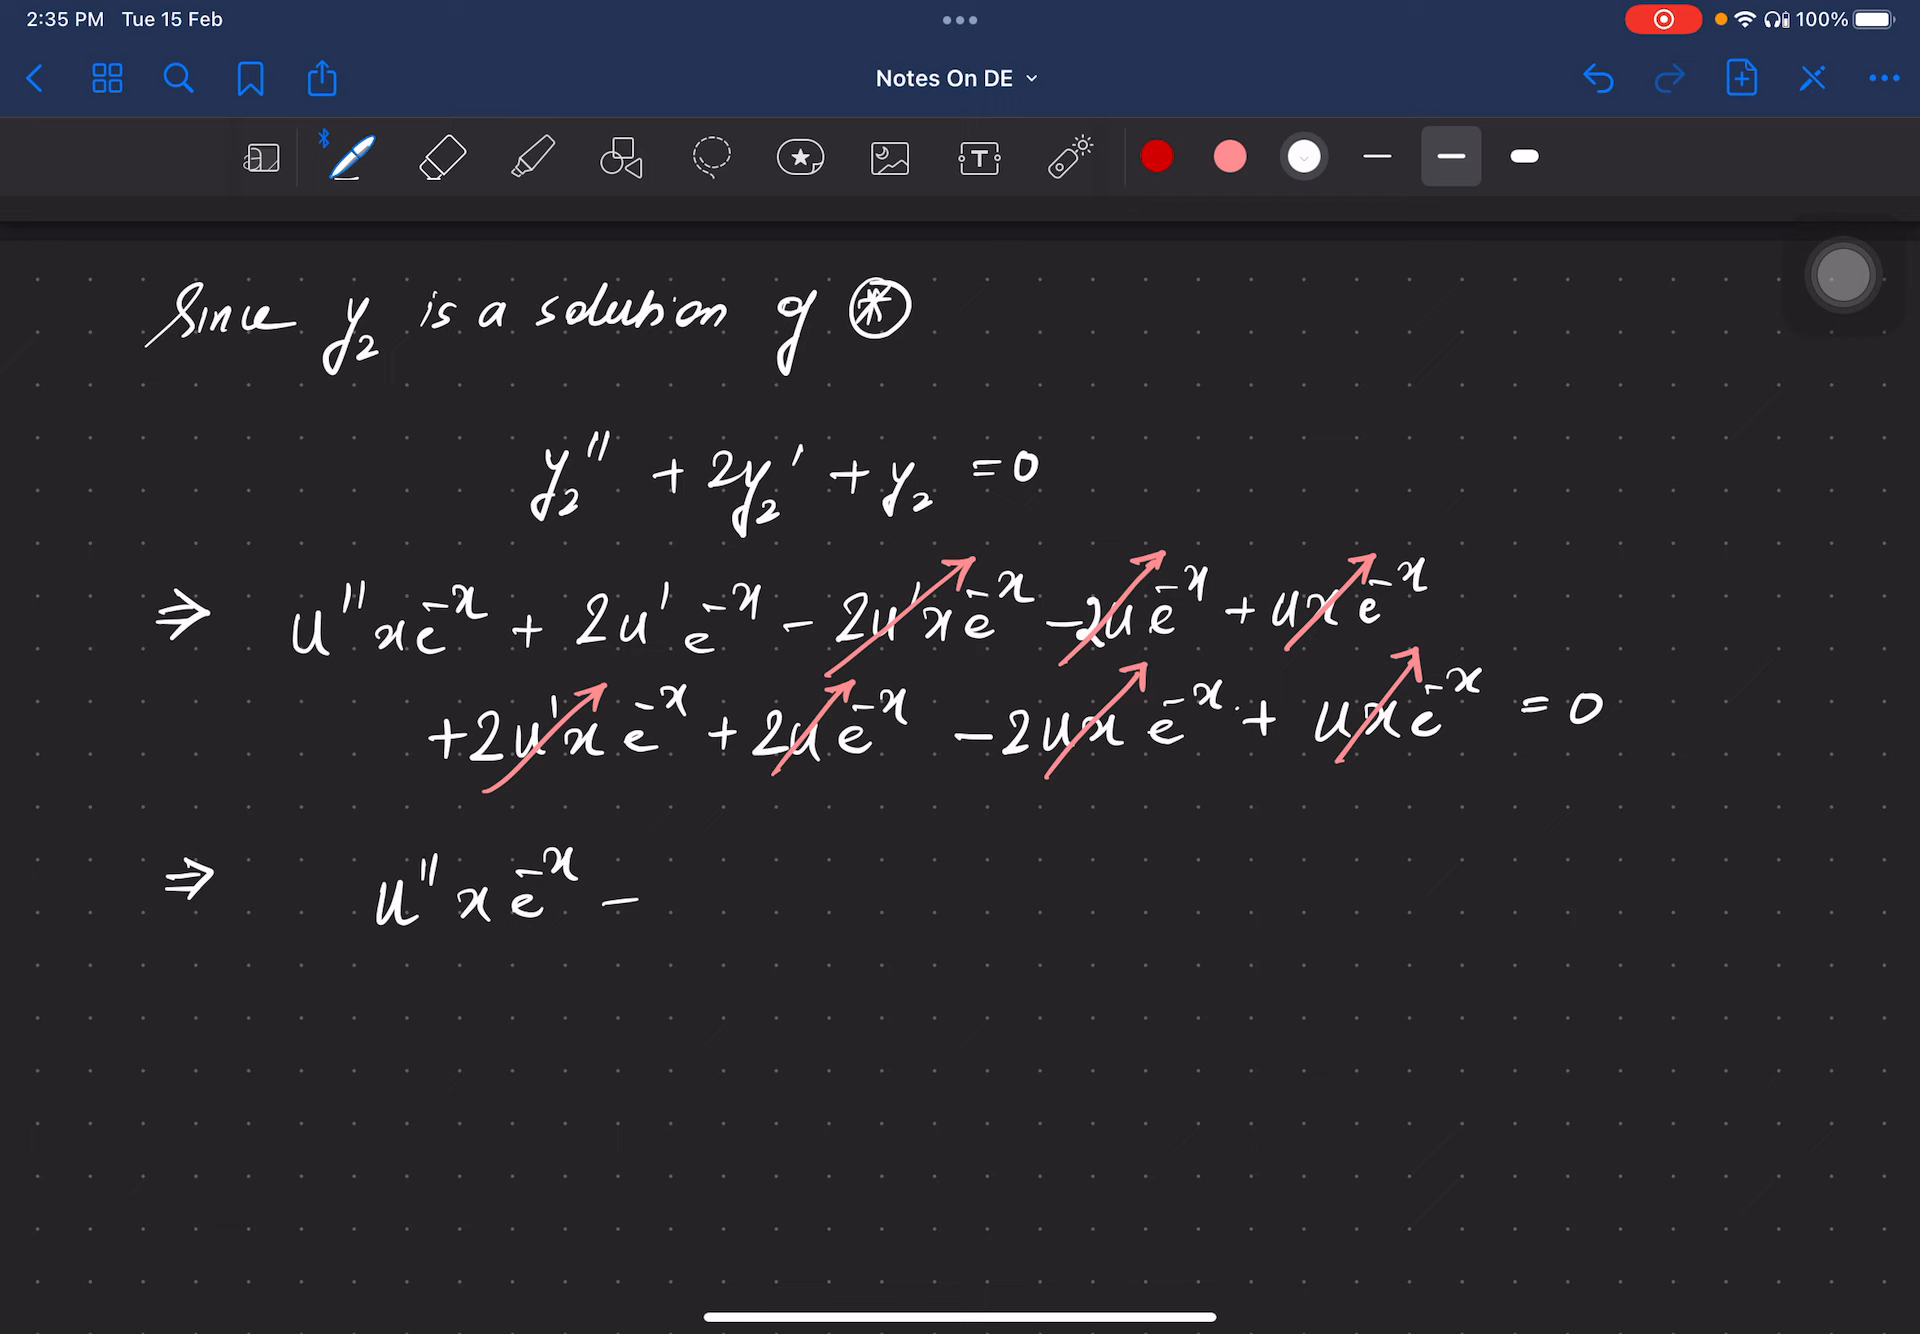 2:35 PM Tue 15 Feb 100%
Notes On DE
Since y₂ is a solution of ⊛
y₂'' + 2y₂' + y₂ = 0
⇒ u''xe⁻ˣ + 2u'e⁻ˣ - 2u'xe⁻ˣ - 2ue⁻ˣ + uxe⁻ˣ
+2u'xe⁻ˣ + 2ue⁻ˣ - 2uxe⁻ˣ + uxe⁻ˣ = 0
⇒ u''xe⁻ˣ -